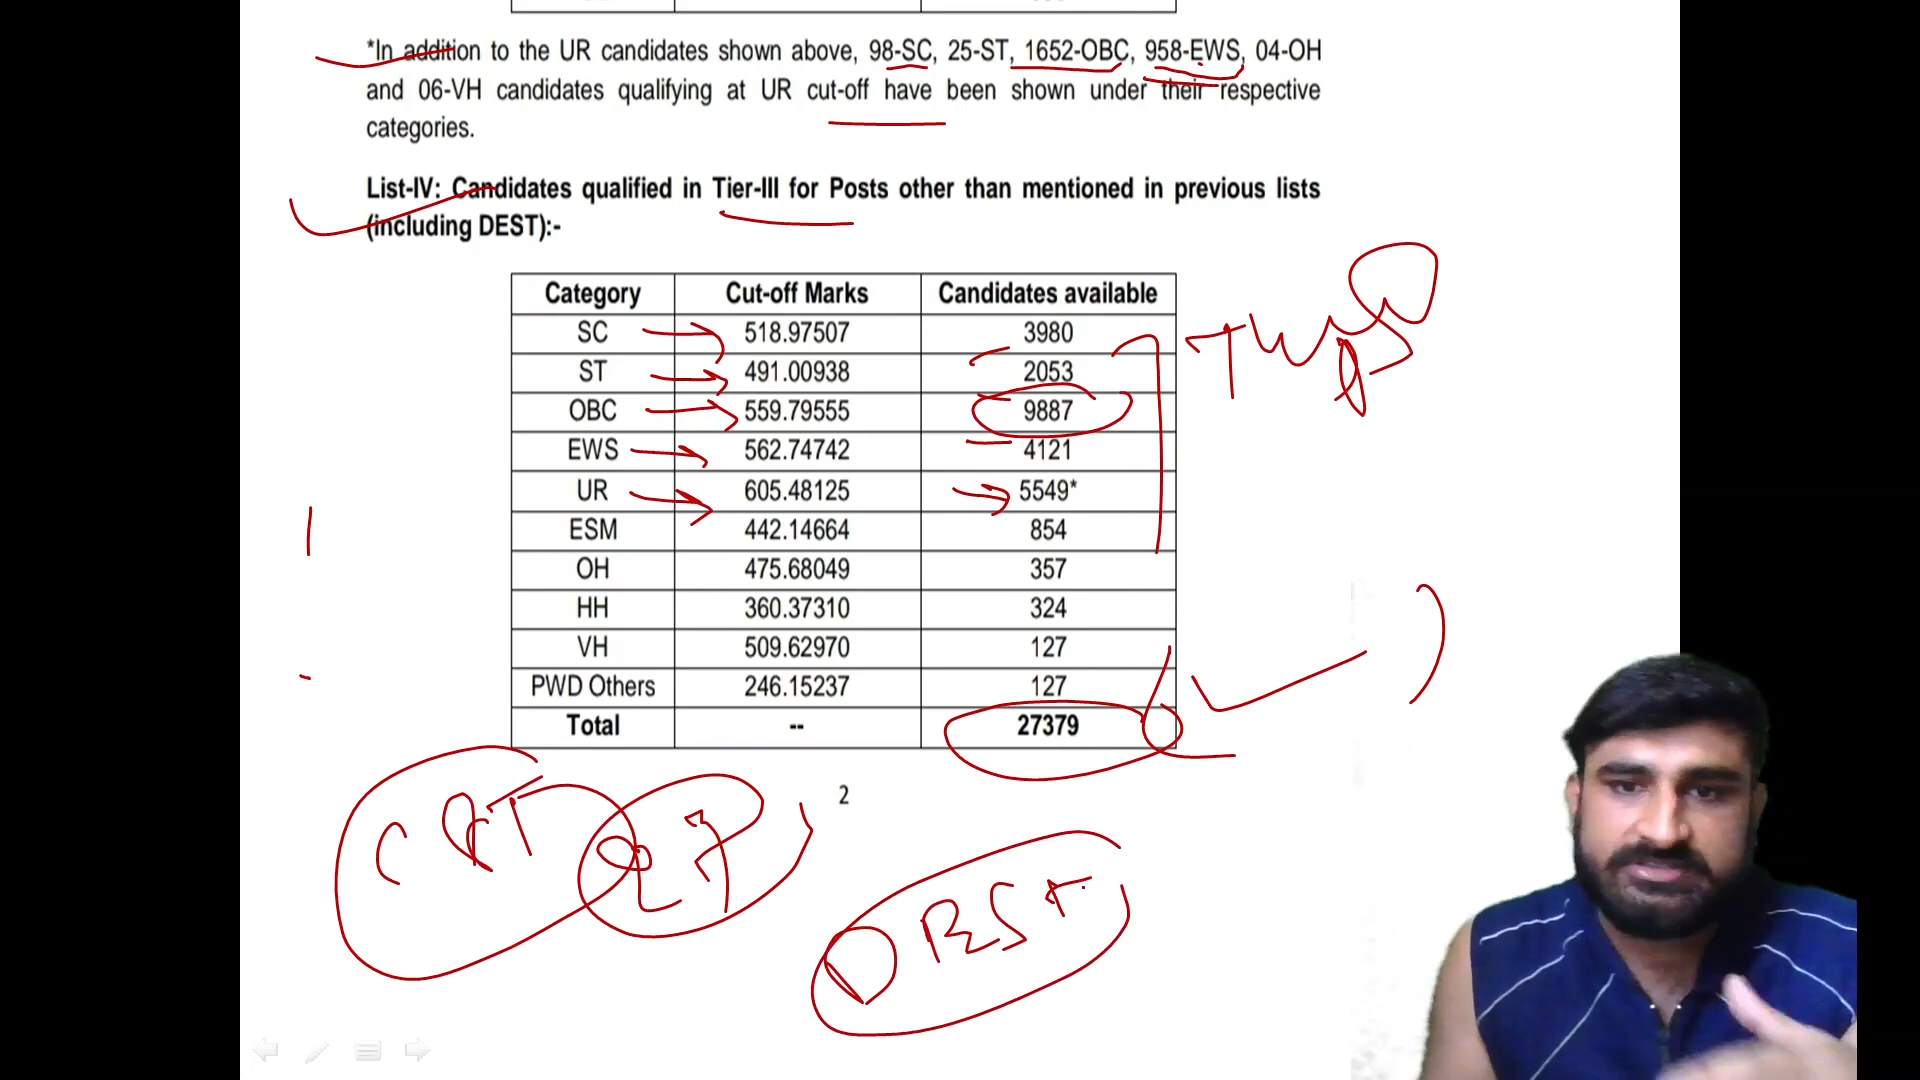 *In addition to the UR candidates shown above, 98-SC, 25-ST, 1652-OBC, 958-EWS, 04-OH
and 06-VH candidates qualifying at UR cut-off have been shown under their respective
categories.
List-IV: Candidates qualified in Tier-III for Posts other than mentioned in previous lists
(including DEST):-
Category Cut-off Marks Candidates available
SC 518.97507 3980
ST 491.00938 2053
OBC 559.79555 9887
EWS 562.74742 4121
UR 605.48125 5549*
ESM 442.14664 854
OH 475.68049 357
HH 360.37310 324
VH 509.62970 127
PWD Others 246.15237 127
Total -- 27379
2
DEST